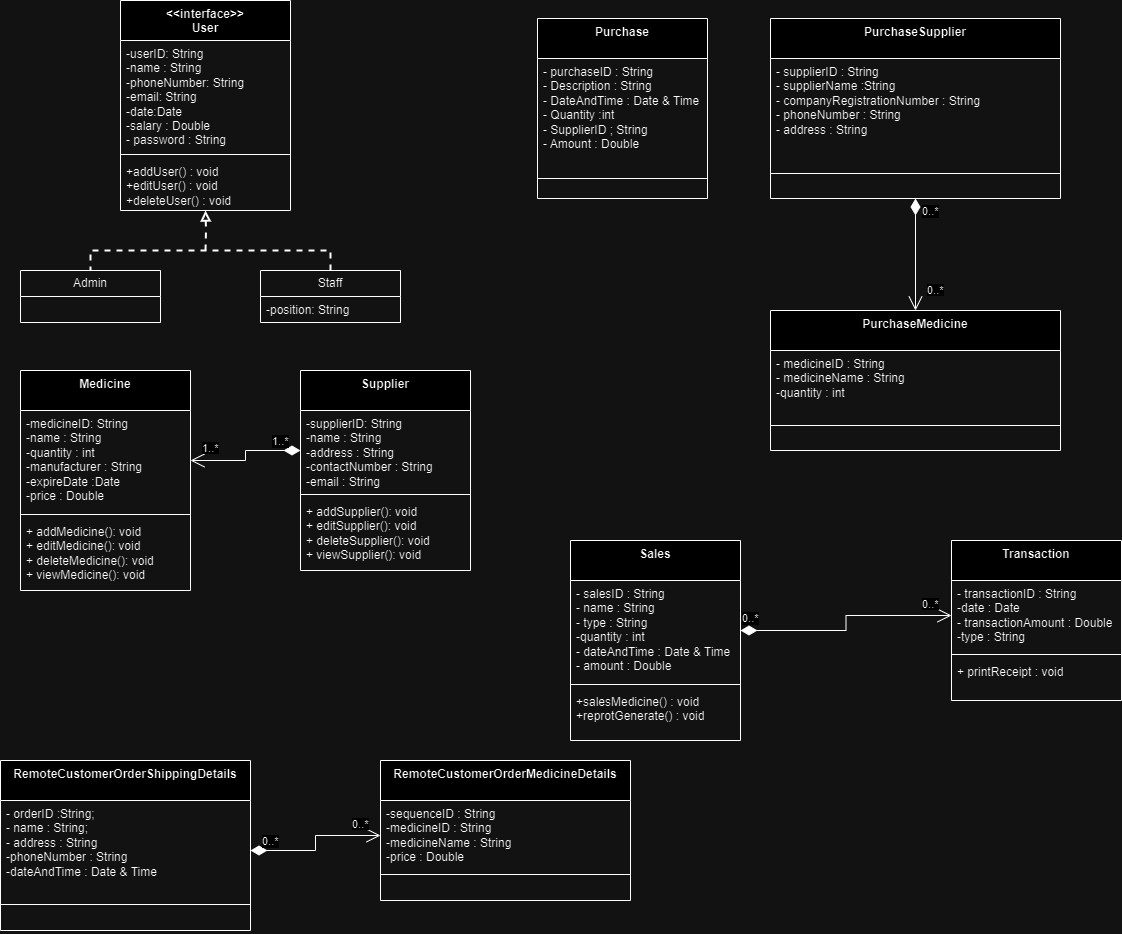 <<interface>>
User
-userID: String
-name : String
-phoneNumber: String
-email: String
-date:Date
-salary : Double
- password : String
+addUser() : void
+editUser() : void
+deleteUser() : void
Admin
Staff
-position: String
Purchase
- purchaseID : String
- Description : String
- DateAndTime : Date & Time
- Quantity :int
- SupplierID ; String
- Amount : Double
PurchaseSupplier
- supplierID : String
- supplierName :String
- companyRegistrationNumber : String
- phoneNumber : String
- address : String
0..*
0..*
PurchaseMedicine
- medicineID : String
- medicineName : String
-quantity : int
Medicine
-medicineID: String
-name : String
-quantity : int
-manufacturer : String
-expireDate :Date
-price : Double
+ addMedicine(): void
+ editMedicine(): void
+ deleteMedicine(): void
+ viewMedicine(): void
1..*
1..*
Supplier
-supplierID: String
-name : String
-address : String
-contactNumber : String
-email : String
+ addSupplier(): void
+ editSupplier(): void
+ deleteSupplier(): void
+ viewSupplier(): void
Sales
- salesID : String
- name : String
- type : String
-quantity : int
- dateAndTime : Date & Time
- amount : Double
+salesMedicine() : void
+reprotGenerate() : void
0..*
0..*
Transaction
- transactionID : String
-date : Date
- transactionAmount : Double
-type : String
+ printReceipt : void
RemoteCustomerOrderShippingDetails
- orderID :String;
- name : String;
- address : String
-phoneNumber : String
-dateAndTime : Date & Time
0..*
0..*
RemoteCustomerOrderMedicineDetails
-sequenceID : String
-medicineID : String
-medicineName : String
-price : Double